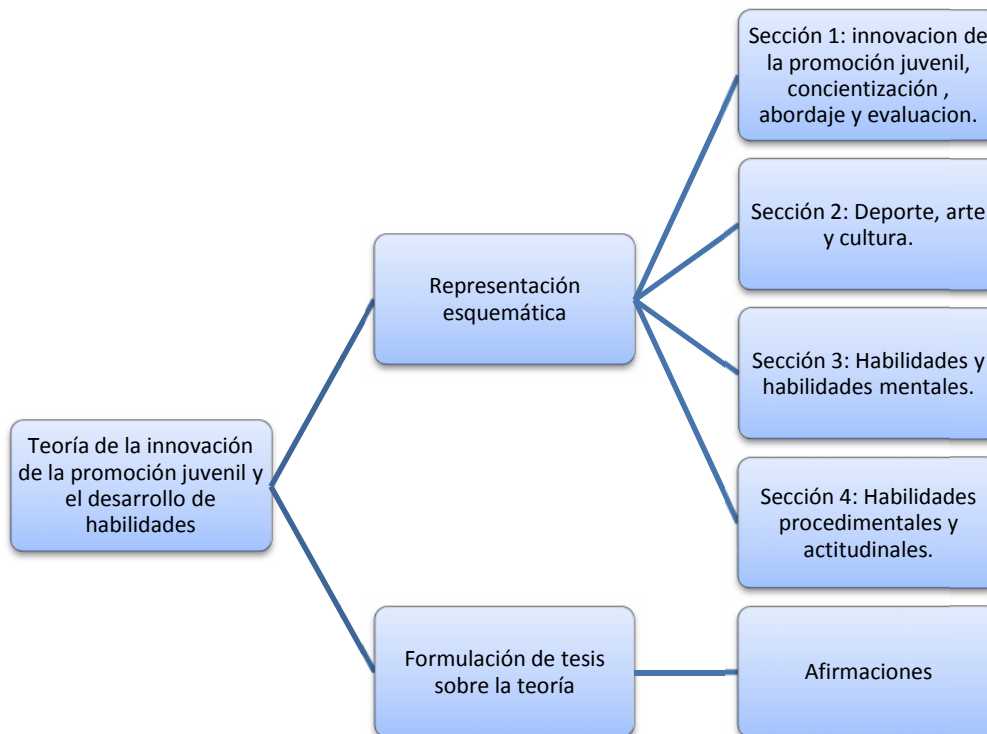 Sección 1: innovacion de
la promoción juvenil,
concientización ,
abordaje y evaluacion.
Sección 2: Deporte, arte
y cultura.
Representación
esquemática
Sección 3: Habilidades y
habilidades mentales.
Teoría de la innovación
de la promoción juvenil y
el desarrollo de
habilidades
Sección 4: Habilidades
procedimentales y
actitudinales.
Formulación de tesis
sobre la teoría
Afirmaciones